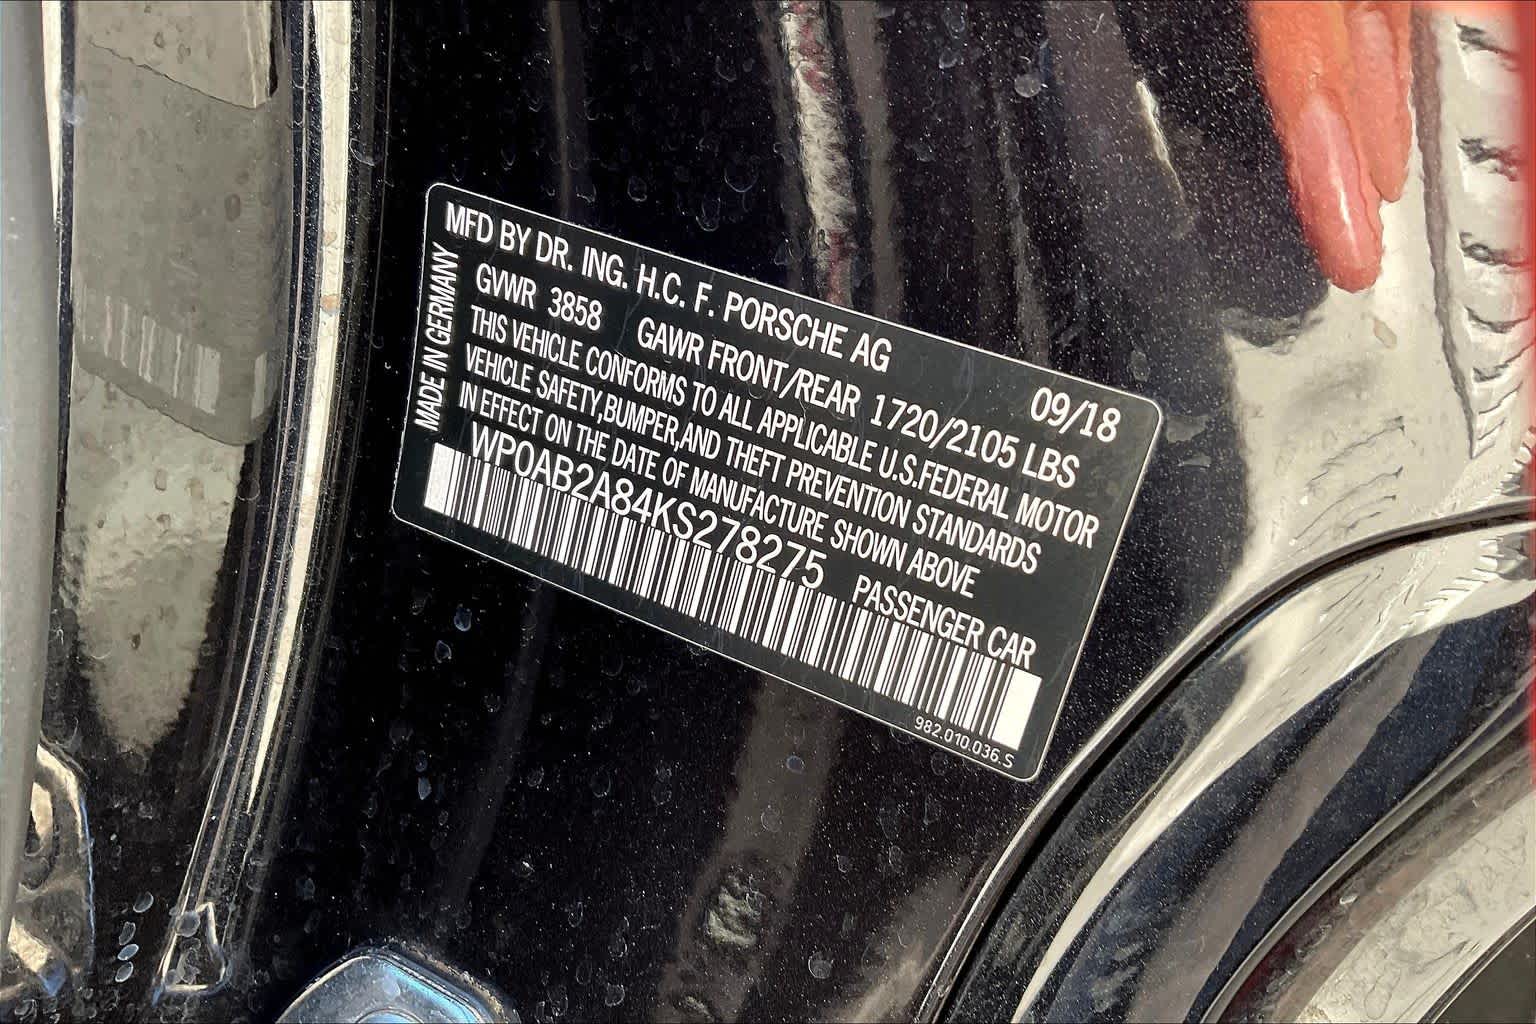 MFD BY DR. ING. H.C. F. PORSCHE AG 09/18
GVWR 3858 GAWR FRONT/REAR 1720/2105 LBS
THIS VEHICLE CONFORMS TO ALL APPLICABLE U.S.FEDERAL MOTOR
VEHICLE SAFETY,BUMPER,AND THEFT PREVENTION STANDARDS
IN EFFECT ON THE DATE OF MANUFACTURE SHOWN ABOVE
WP0AB2A84KS278275 PASSENGER CAR
982.010.036.S
MADE IN GERMANY